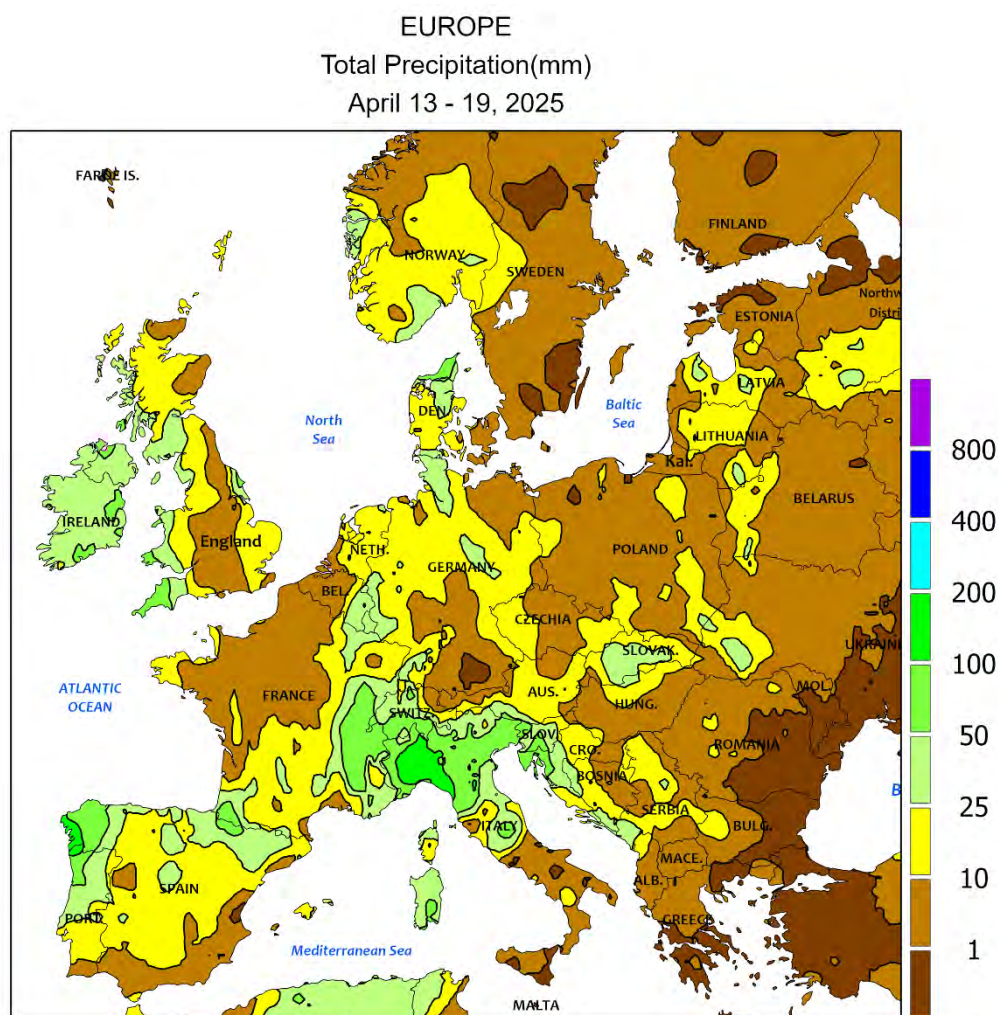 EUROPE
Total Precipitation(mm)
April 13 - 19, 2025
FAROE IS.
FINLAND
NORWAY
SWEDEN
Northw
ESTONIA
Distri
LATVIA
North
Sea
Baltic
Sea
DEN.
LITHUANIA
Kal.
800
BELARUS
IRELAND
England
400
NETH.
POLAND
GERMANY
BEL.
200
CZECHIA
UKRAINE
SLOVAK.
100
ATLANTIC
OCEAN
FRANCE
AUS.
MOL.
HUNG.
SWITZ.
SLOV.
50
CRO.
ROMANIA
BOSNIA
B
SERBIA
25
ITALY
BULG.
MACE.
SPAIN
ALB.
10
PORT.
GREECE
Mediterranean Sea
1
MALTA